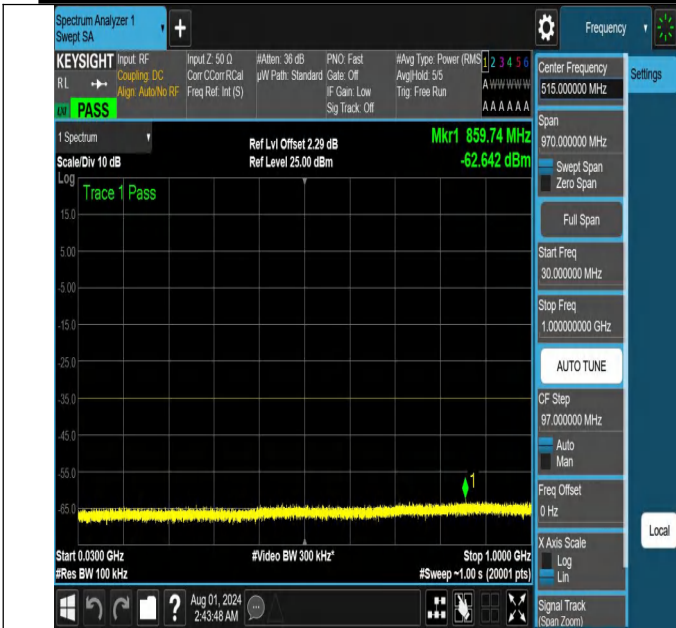 Spectrum Analyzer 1
Swept SA
+
Frequency
KEYSIGHT
RL
Input: RF
Coupling: DC
Align: Auto/No RF
Input Z: 50 Ω
Corr CCorr RCal
Freq Ref: Int (S)
#Atten: 36 dB
µW Path: Standard
PNO: Fast
Gate: Off
IF Gain: Low
Sig Track: Off
#Avg Type: Power (RMS
Avg|Hold: 5/5
Trig: Free Run
1 2 3 4 5 6
A W W W W W
A A A A A A
PASS
Center Frequency
515.000000 MHz
Settings
1 Spectrum
Scale/Div 10 dB
Log
Ref Lvl Offset 2.29 dB
Ref Level 25.00 dBm
Mkr1 859.74 MHz
-62.642 dBm
Trace 1 Pass
15.0
5.00
-5.00
-15.0
-25.0
-35.0
-45.0
-55.0
-65.0
1
Start 0.0300 GHz
#Video BW 300 kHz*
Stop 1.0000 GHz
#Res BW 100 kHz
#Sweep ~1.00 s (20001 pts)
Span
970.000000 MHz
Swept Span
Zero Span
Full Span
Start Freq
30.000000 MHz
Stop Freq
1.000000000 GHz
AUTO TUNE
CF Step
97.000000 MHz
Auto
Man
Freq Offset
0 Hz
X Axis Scale
Log
Lin
Signal Track
(Span Zoom)
Local
?
Aug 01, 2024
2:43:48 AM